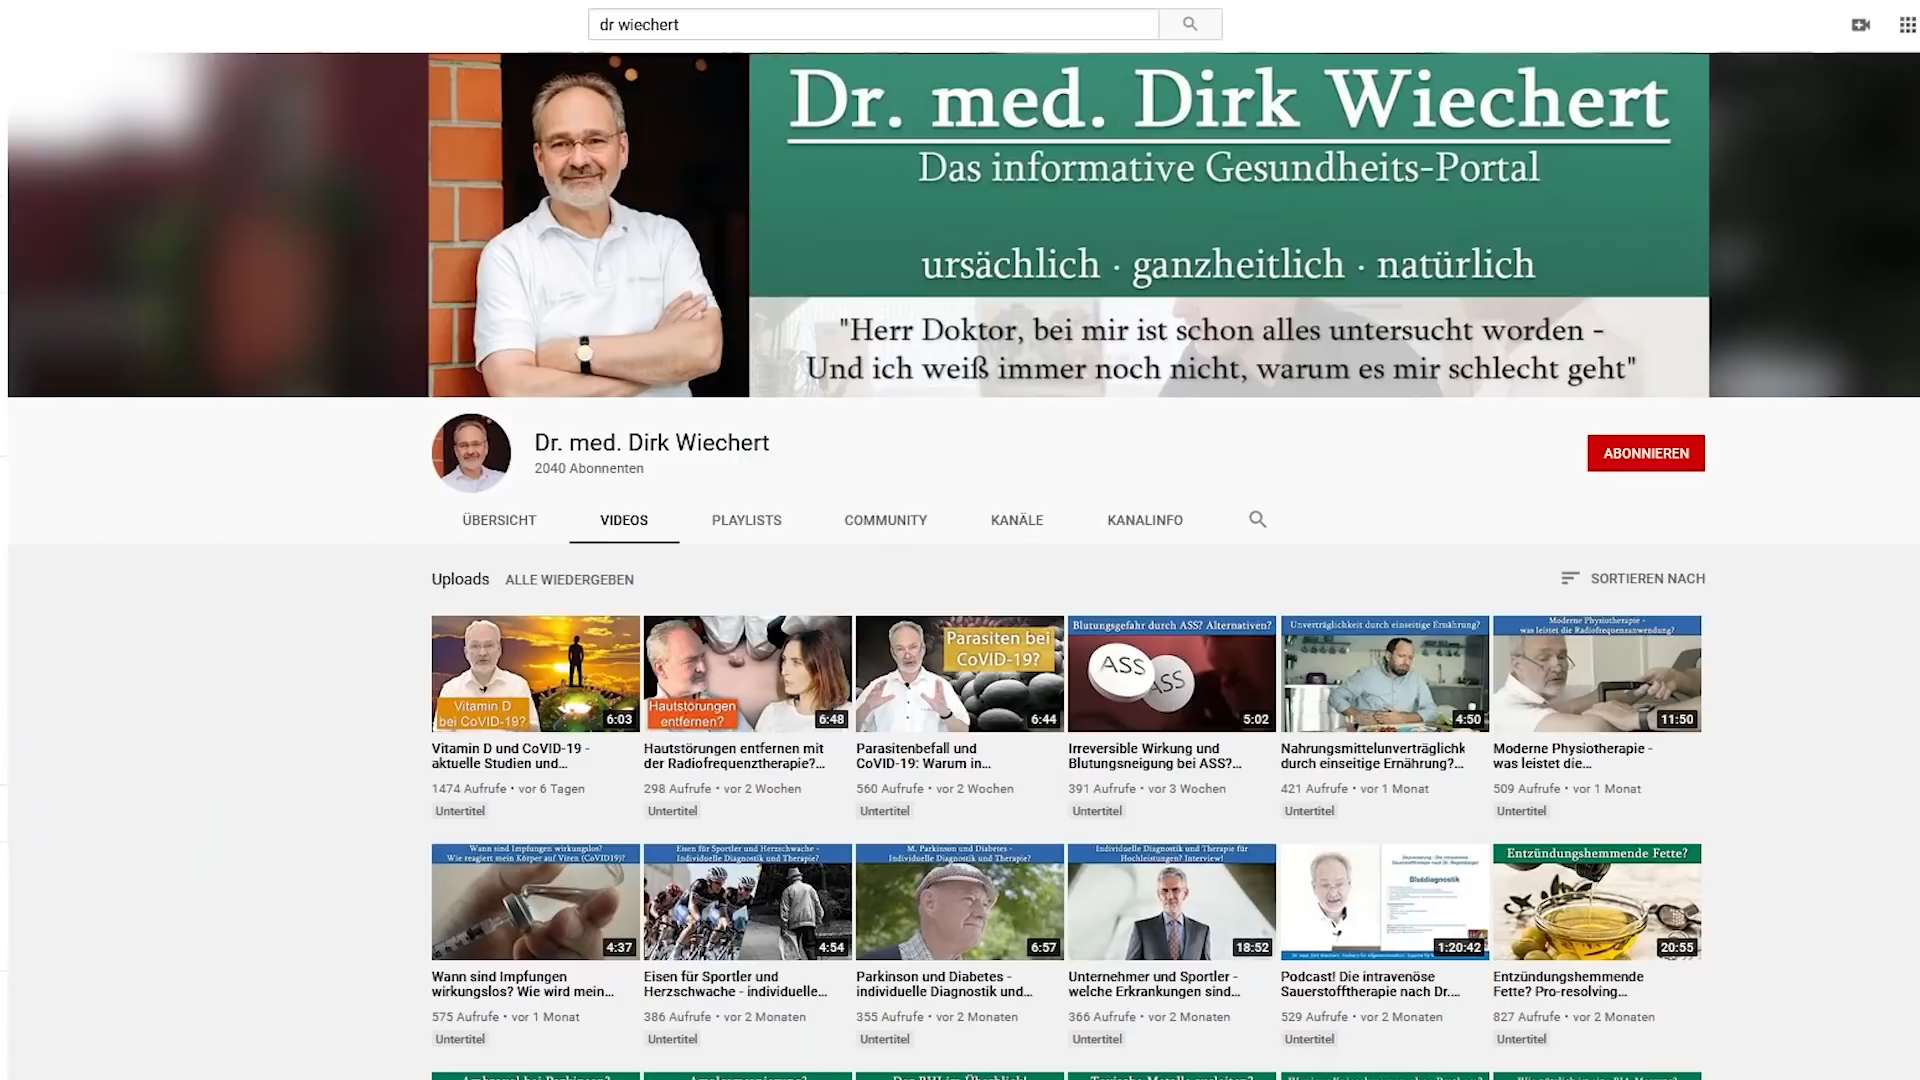 dr wiechert
Dr. med. Dirk Wiechert
Das informative Gesundheits-Portal
ursächlich · ganzheitlich · natürlich
"Herr Doktor, bei mir ist schon alles untersucht worden -
Und ich weiß immer noch nicht, warum es mir schlecht geht"
Dr. med. Dirk Wiechert
2040 Abonnenten
ABONNIEREN
ÜBERSICHT VIDEOS PLAYLISTS COMMUNITY KANÄLE KANALINFO
Uploads ALLE WIEDERGEBEN SORTIEREN NACH
Vitamin D
bei CoVID-19?
6:03
Vitamin D und CoVID-19 -
aktuelle Studien und...
1474 Aufrufe • vor 6 Tagen
Untertitel
Hautstörungen
entfernen?
6:48
Hautstörungen entfernen mit
der Radiofrequenztherapie?...
298 Aufrufe • vor 2 Wochen
Untertitel
Parasiten bei
CoVID-19?
6:44
Parasitenbefall und
CoVID-19: Warum in...
560 Aufrufe • vor 2 Wochen
Untertitel
Blutungsgefahr durch ASS? Alternativen?
ASS
ASS
5:02
Irreversible Wirkung und
Blutungsneigung bei ASS?...
391 Aufrufe • vor 3 Wochen
Untertitel
Unverträglichkeit durch einseitige Ernährung?
4:50
Nahrungsmittelunverträglichk
durch einseitige Ernährung?...
421 Aufrufe • vor 1 Monat
Untertitel
Moderne Physiotherapie -
was leistet die Radiofrequenzanwendung?
11:50
Moderne Physiotherapie -
was leistet die...
509 Aufrufe • vor 1 Monat
Untertitel
Wann sind Impfungen wirkungslos?
Wie reagiert mein Körper auf Viren (CoVID19)?
4:37
Wann sind Impfungen
wirkungslos? Wie wird mein...
575 Aufrufe • vor 1 Monat
Untertitel
Eisen für Sportler und Herzschwache -
Individuelle Diagnostik und Therapie?
4:54
Eisen für Sportler und
Herzschwache - individuelle...
386 Aufrufe • vor 2 Monaten
Untertitel
M. Parkinson und Diabetes -
Individuelle Diagnostik und Therapie?
6:57
Parkinson und Diabetes -
individuelle Diagnostik und...
355 Aufrufe • vor 2 Monaten
Untertitel
Individuelle Diagnostik und Therapie für
Hochleistungen? Interview!
18:52
Unternehmer und Sportler -
welche Erkrankungen sind...
366 Aufrufe • vor 2 Monaten
Untertitel
Blutdiagnostik
1:20:42
Podcast! Die intravenöse
Sauerstofftherapie nach Dr....
529 Aufrufe • vor 2 Monaten
Untertitel
Entzündungshemmende Fette?
20:55
Entzündungshemmende
Fette? Pro-resolving...
827 Aufrufe • vor 2 Monaten
Untertitel